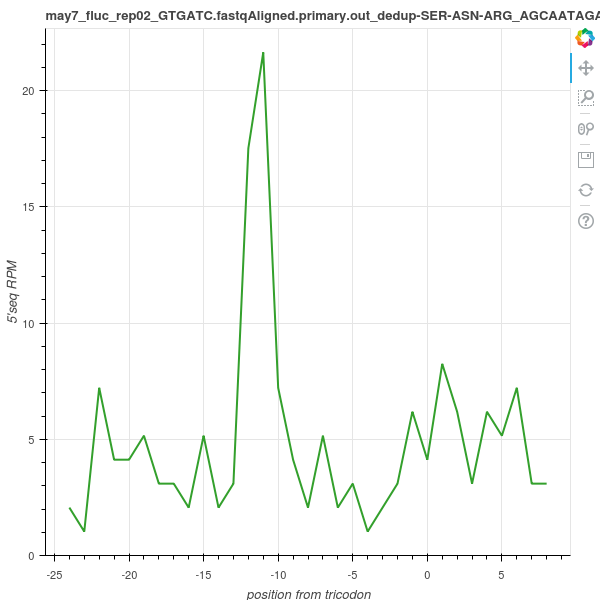 may7_fluc_rep02_GTGATC.fastqAligned.primary.out_dedup-SER-ASN-ARG_AGCAATAGA
20
15
10
5
0
5'seq RPM
-25 -20 -15 -10 -5 0 5
position from tricodon
?